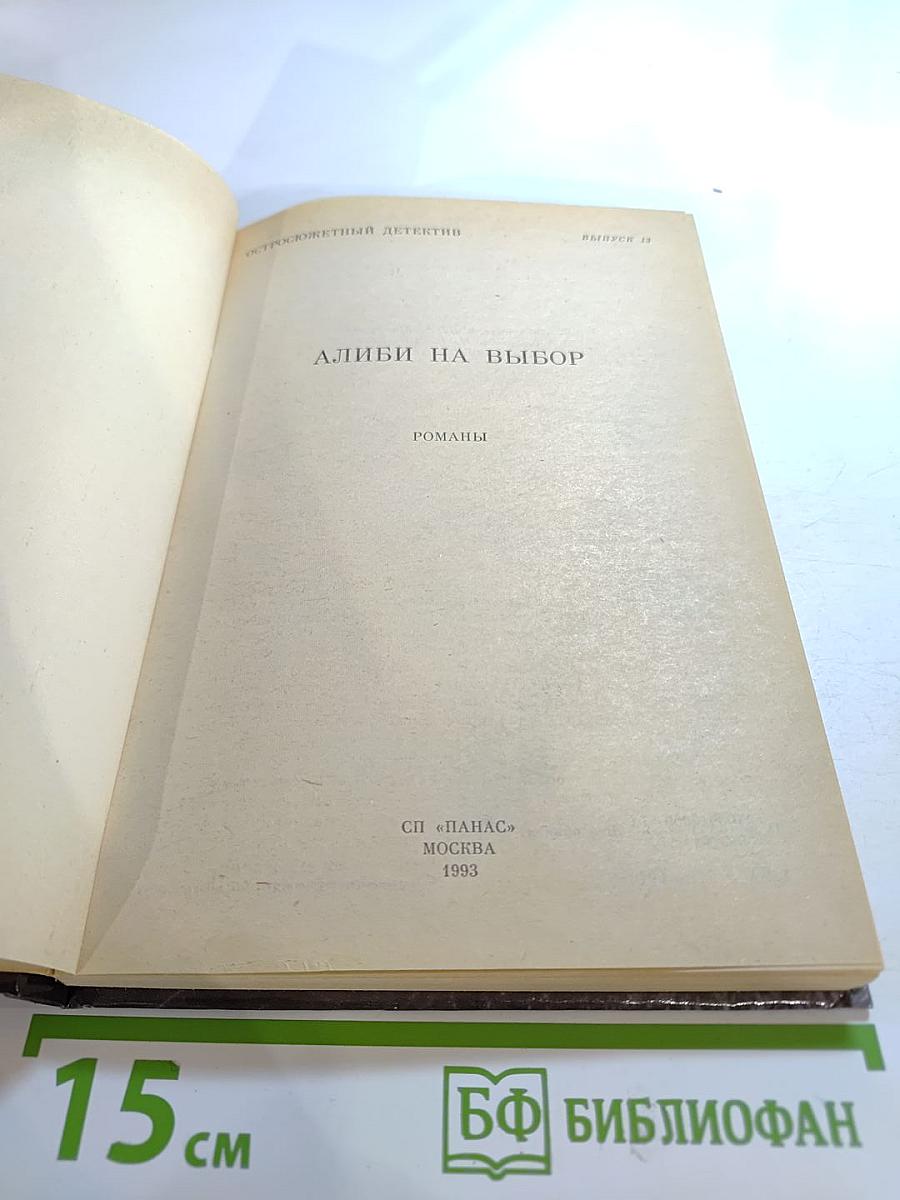 ОСТРОСЮЖЕТНЫЙ ДЕТЕКТИВ ВЫПУСК 13
АЛИБИ НА ВЫБОР
РОМАНЫ
СП «ПАНАС»
МОСКВА
1993
15 см
БФ БИБЛИОФАН